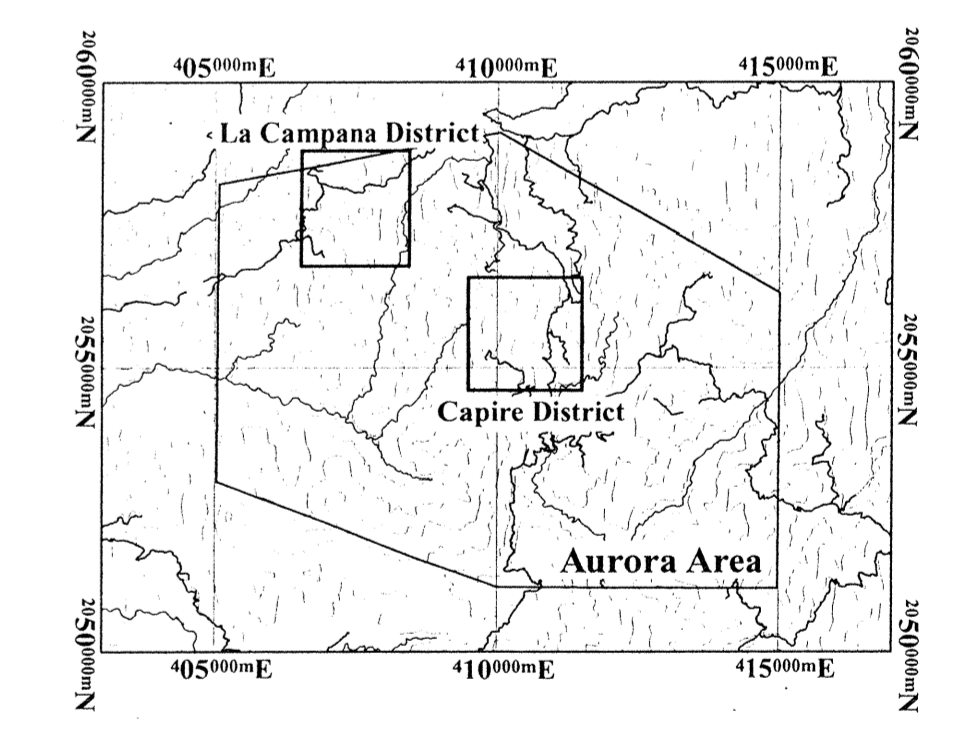 405000mE 410000mE 415000mE
2060000mN 2060000mN
La Campana District
2055000mN 2055000mN
Capire District
Aurora Area
2050000mN 2050000mN
405000mE 410000mE 415000mE